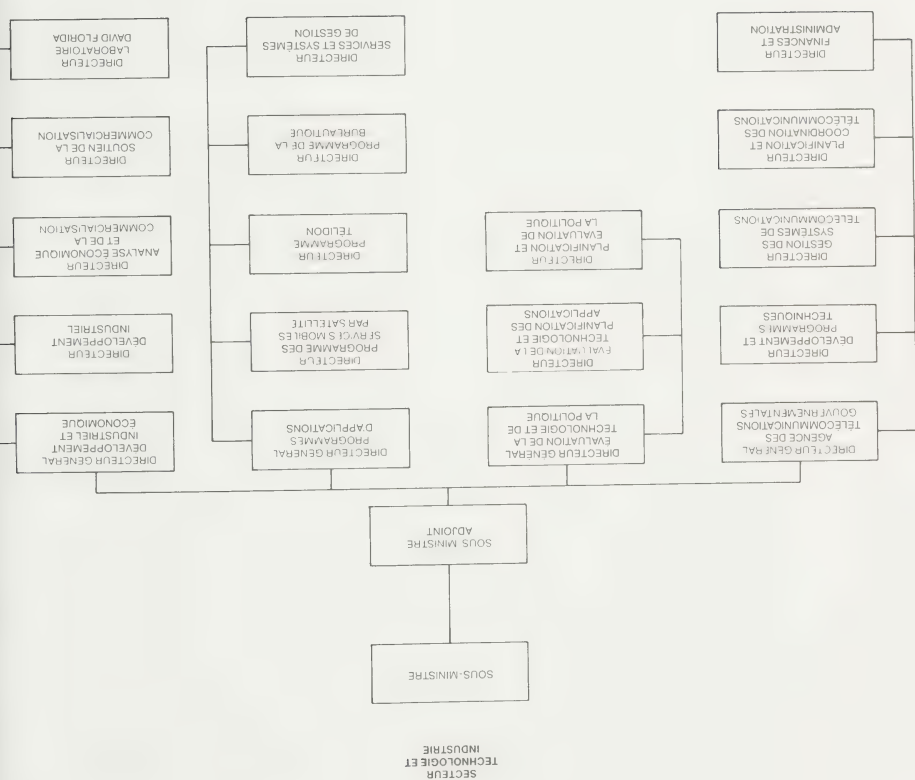 SECTEUR
TECHNOLOGIE ET
INDUSTRIE
SOUS-MINISTRE
SOUS MINISTRE
ADJOINT
DIRECTEUR GÉNÉRAL
AGENCE DES
TÉLÉCOMMUNICATIONS
GOUVERNEMENTALES
DIRECTEUR
DÉVELOPPEMENT ET
PROGRAMMES
TECHNIQUES
DIRECTEUR
GESTION DES
SYSTÈMES DES
TÉLÉCOMMUNICATIONS
DIRECTEUR
PLANIFICATION ET
COORDINATION DES
TÉLÉCOMMUNICATIONS
DIRECTEUR
FINANCES ET
ADMINISTRATION
DIRECTEUR GÉNÉRAL
ÉVALUATION DE LA
TECHNOLOGIE ET DE
LA POLITIQUE
DIRECTEUR
ÉVALUATION DE LA
TECHNOLOGIE ET
PLANIFICATION DES
APPLICATIONS
DIRECTEUR
PLANIFICATION ET
ÉVALUATION DE
LA POLITIQUE
DIRECTEUR GÉNÉRAL
PROGRAMMES
D'APPLICATIONS
DIRECTEUR
PROGRAMME DES
SERVICES MOBILES
PAR SATELLITE
DIRECTEUR
PROGRAMME
TÉLIDON
DIRECTEUR
PROGRAMME DE LA
BUREAUTIQUE
DIRECTEUR
SERVICES ET SYSTÈMES
DE GESTION
DIRECTEUR GÉNÉRAL
DÉVELOPPEMENT
INDUSTRIEL ET
ÉCONOMIQUE
DIRECTEUR
DÉVELOPPEMENT
INDUSTRIEL
DIRECTEUR
ANALYSE ÉCONOMIQUE
ET DE LA
COMMERCIALISATION
DIRECTEUR
SOUTIEN DE LA
COMMERCIALISATION
DIRECTEUR
LABORATOIRE
DAVID FLORIDA